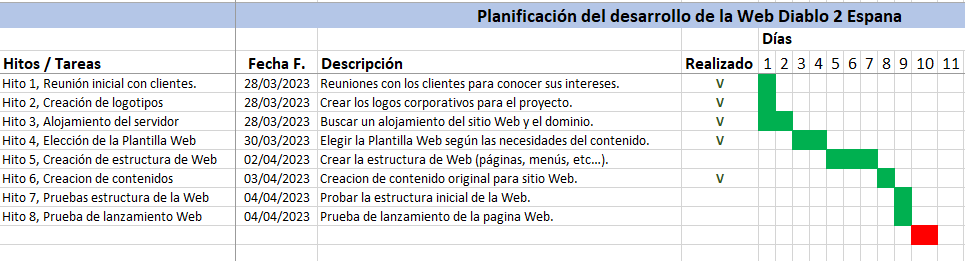 Planificación del desarrollo de la Web Diablo 2 Espana
Días
Hitos / Tareas Fecha F. Descripción Realizado 1 2 3 4 5 6 7 8 9 10 11
Hito 1, Reunión inicial con clientes. 28/03/2023 Reuniones con los clientes para conocer sus intereses. V
Hito 2, Creación de logotipos 28/03/2023 Crear los logos corporativos para el proyecto. V
Hito 3, Alojamiento del servidor 28/03/2023 Buscar un alojamiento del sitio Web y el dominio. V
Hito 4, Elección de la Plantilla Web 30/03/2023 Elegir la Plantilla Web según las necesidades del contenido. V
Hito 5, Creación de estructura de Web 02/04/2023 Crear la estructura de Web (páginas, menús, etc...).
Hito 6, Creacion de contenidos 03/04/2023 Creacion de contenido original para sitio Web. V
Hito 7, Pruebas estructura de la Web 04/04/2023 Probar la estructura inicial de la Web.
Hito 8, Prueba de lanzamiento Web 04/04/2023 Prueba de lanzamiento de la pagina Web.